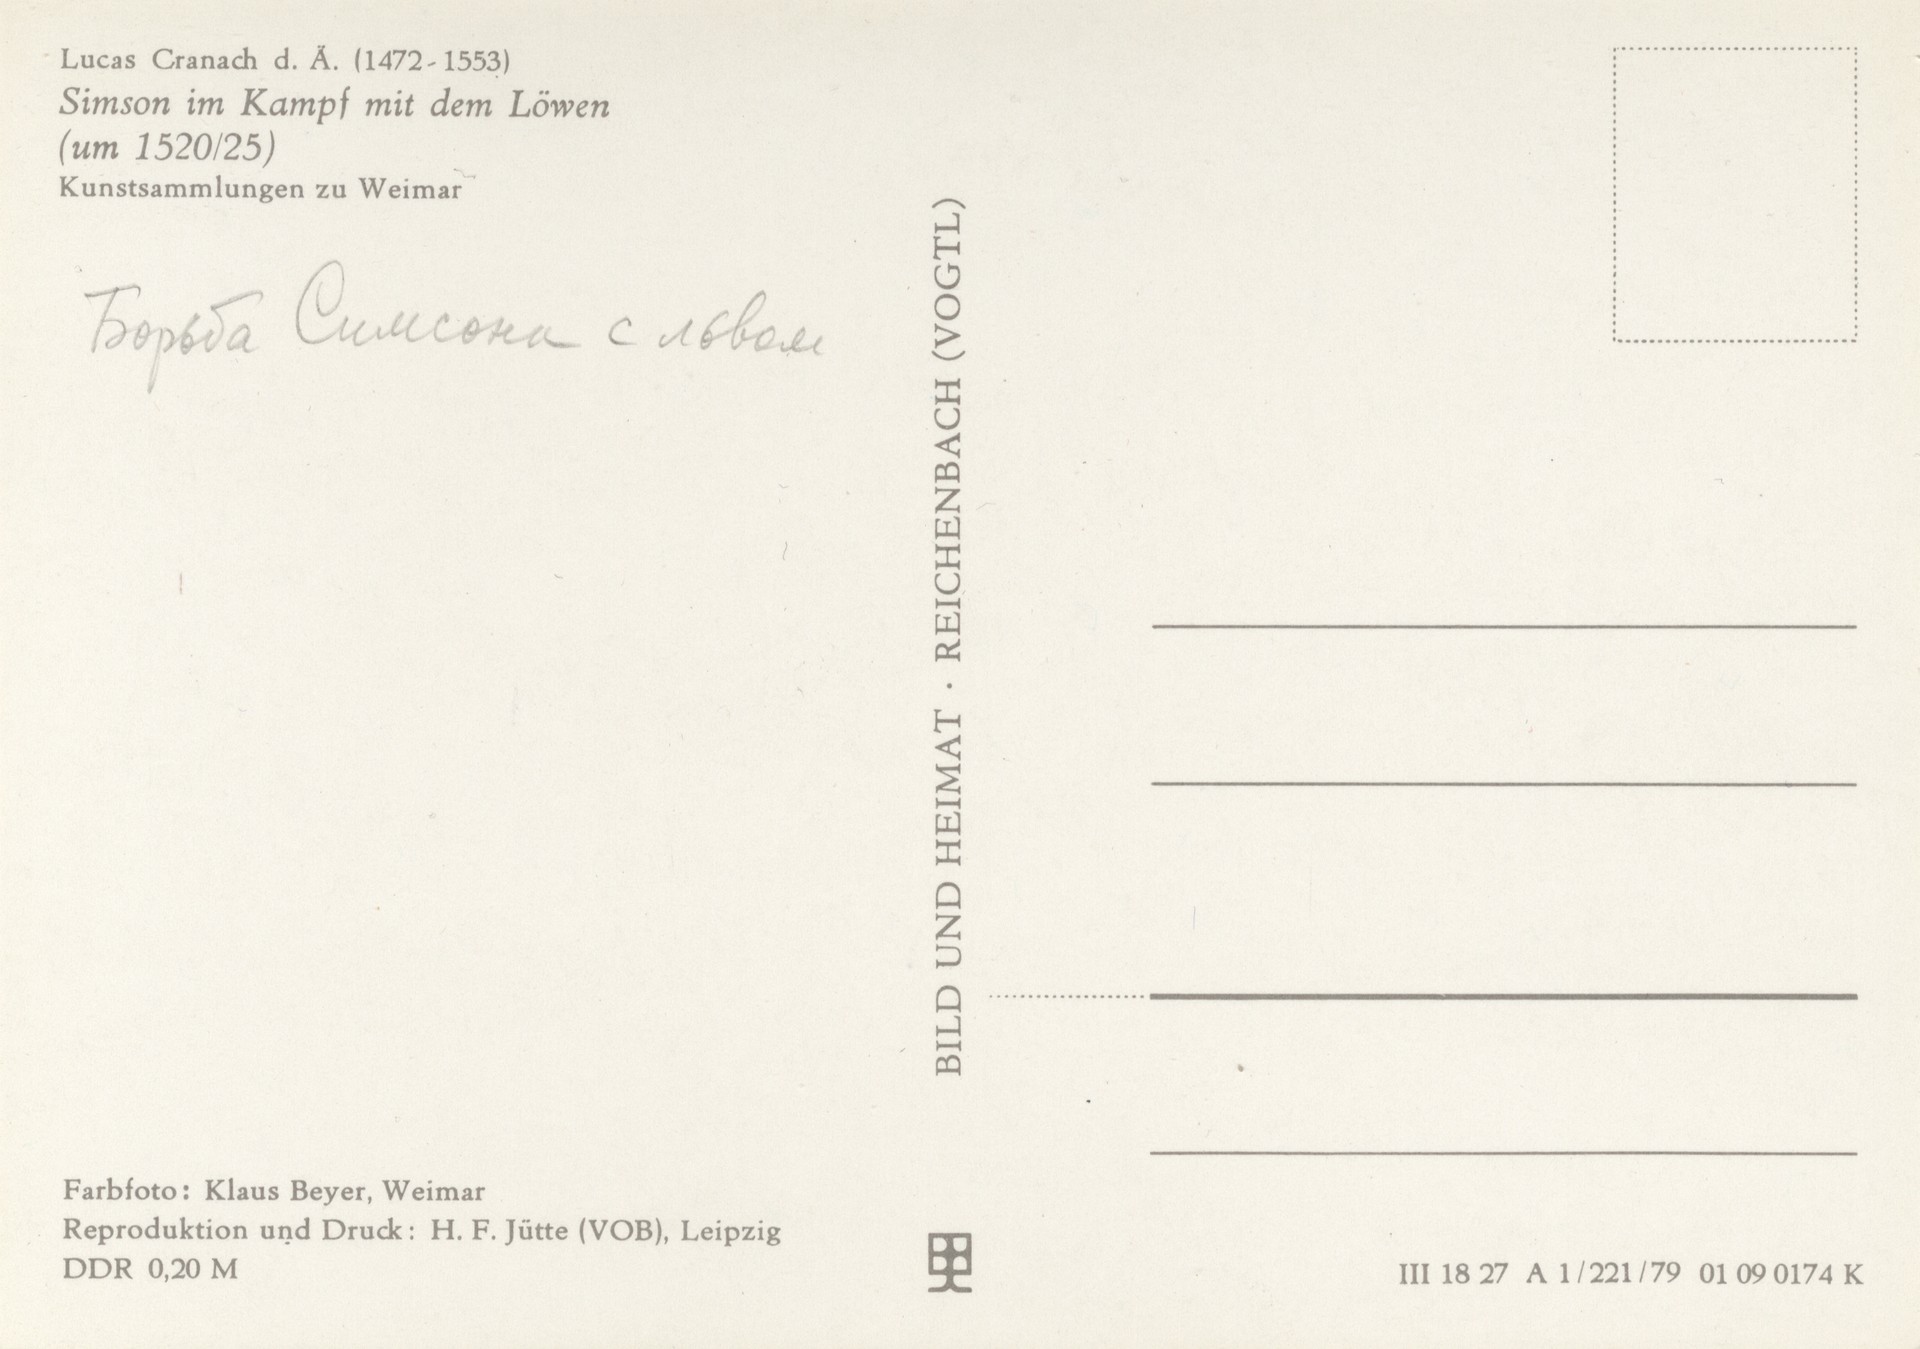 Lucas Cranach d. Ä. (1472-1553)
Simson im Kampf mit dem Löwen
(um 1520/25)
Kunstsammlungen zu Weimar
Борьба Симсона с львом
BILD UND HEIMAT · REICHENBACH (VOGTL)
Farbfoto: Klaus Beyer, Weimar
Reproduktion und Druck: H. F. Jütte (VOB), Leipzig
DDR 0,20 M
III 18 27 A 1/221/79 01 09 0174 K